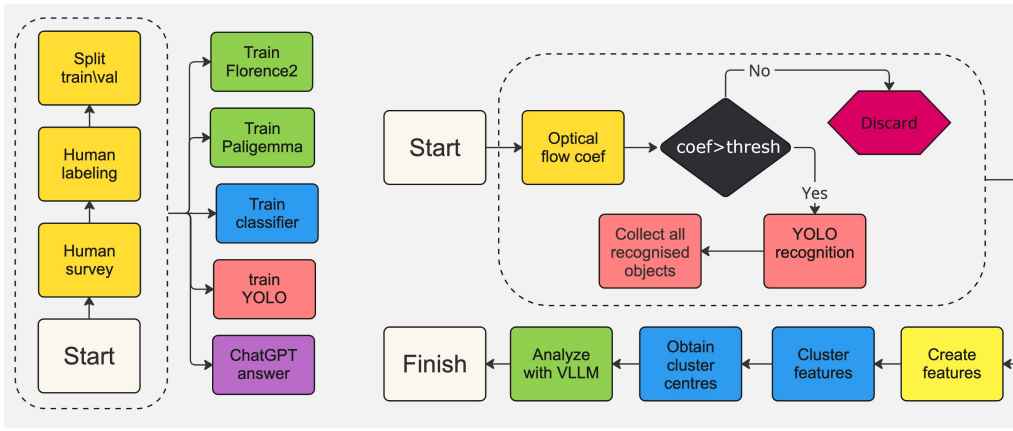 Split
train\val
Human
labeling
Human
survey
Start
Train
Florence2
Train
Paligemma
Train
classifier
train
YOLO
ChatGPT
answer
Start
Optical
flow coef
coef>thresh
No
Discard
Yes
YOLO
recognition
Collect all
recognised
objects
Finish
Analyze
with VLLM
Obtain
cluster
centres
Cluster
features
Create
features